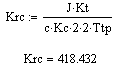 Krc := J·Kt / c·Kc·2·2·Ttp
Krc = 418.432